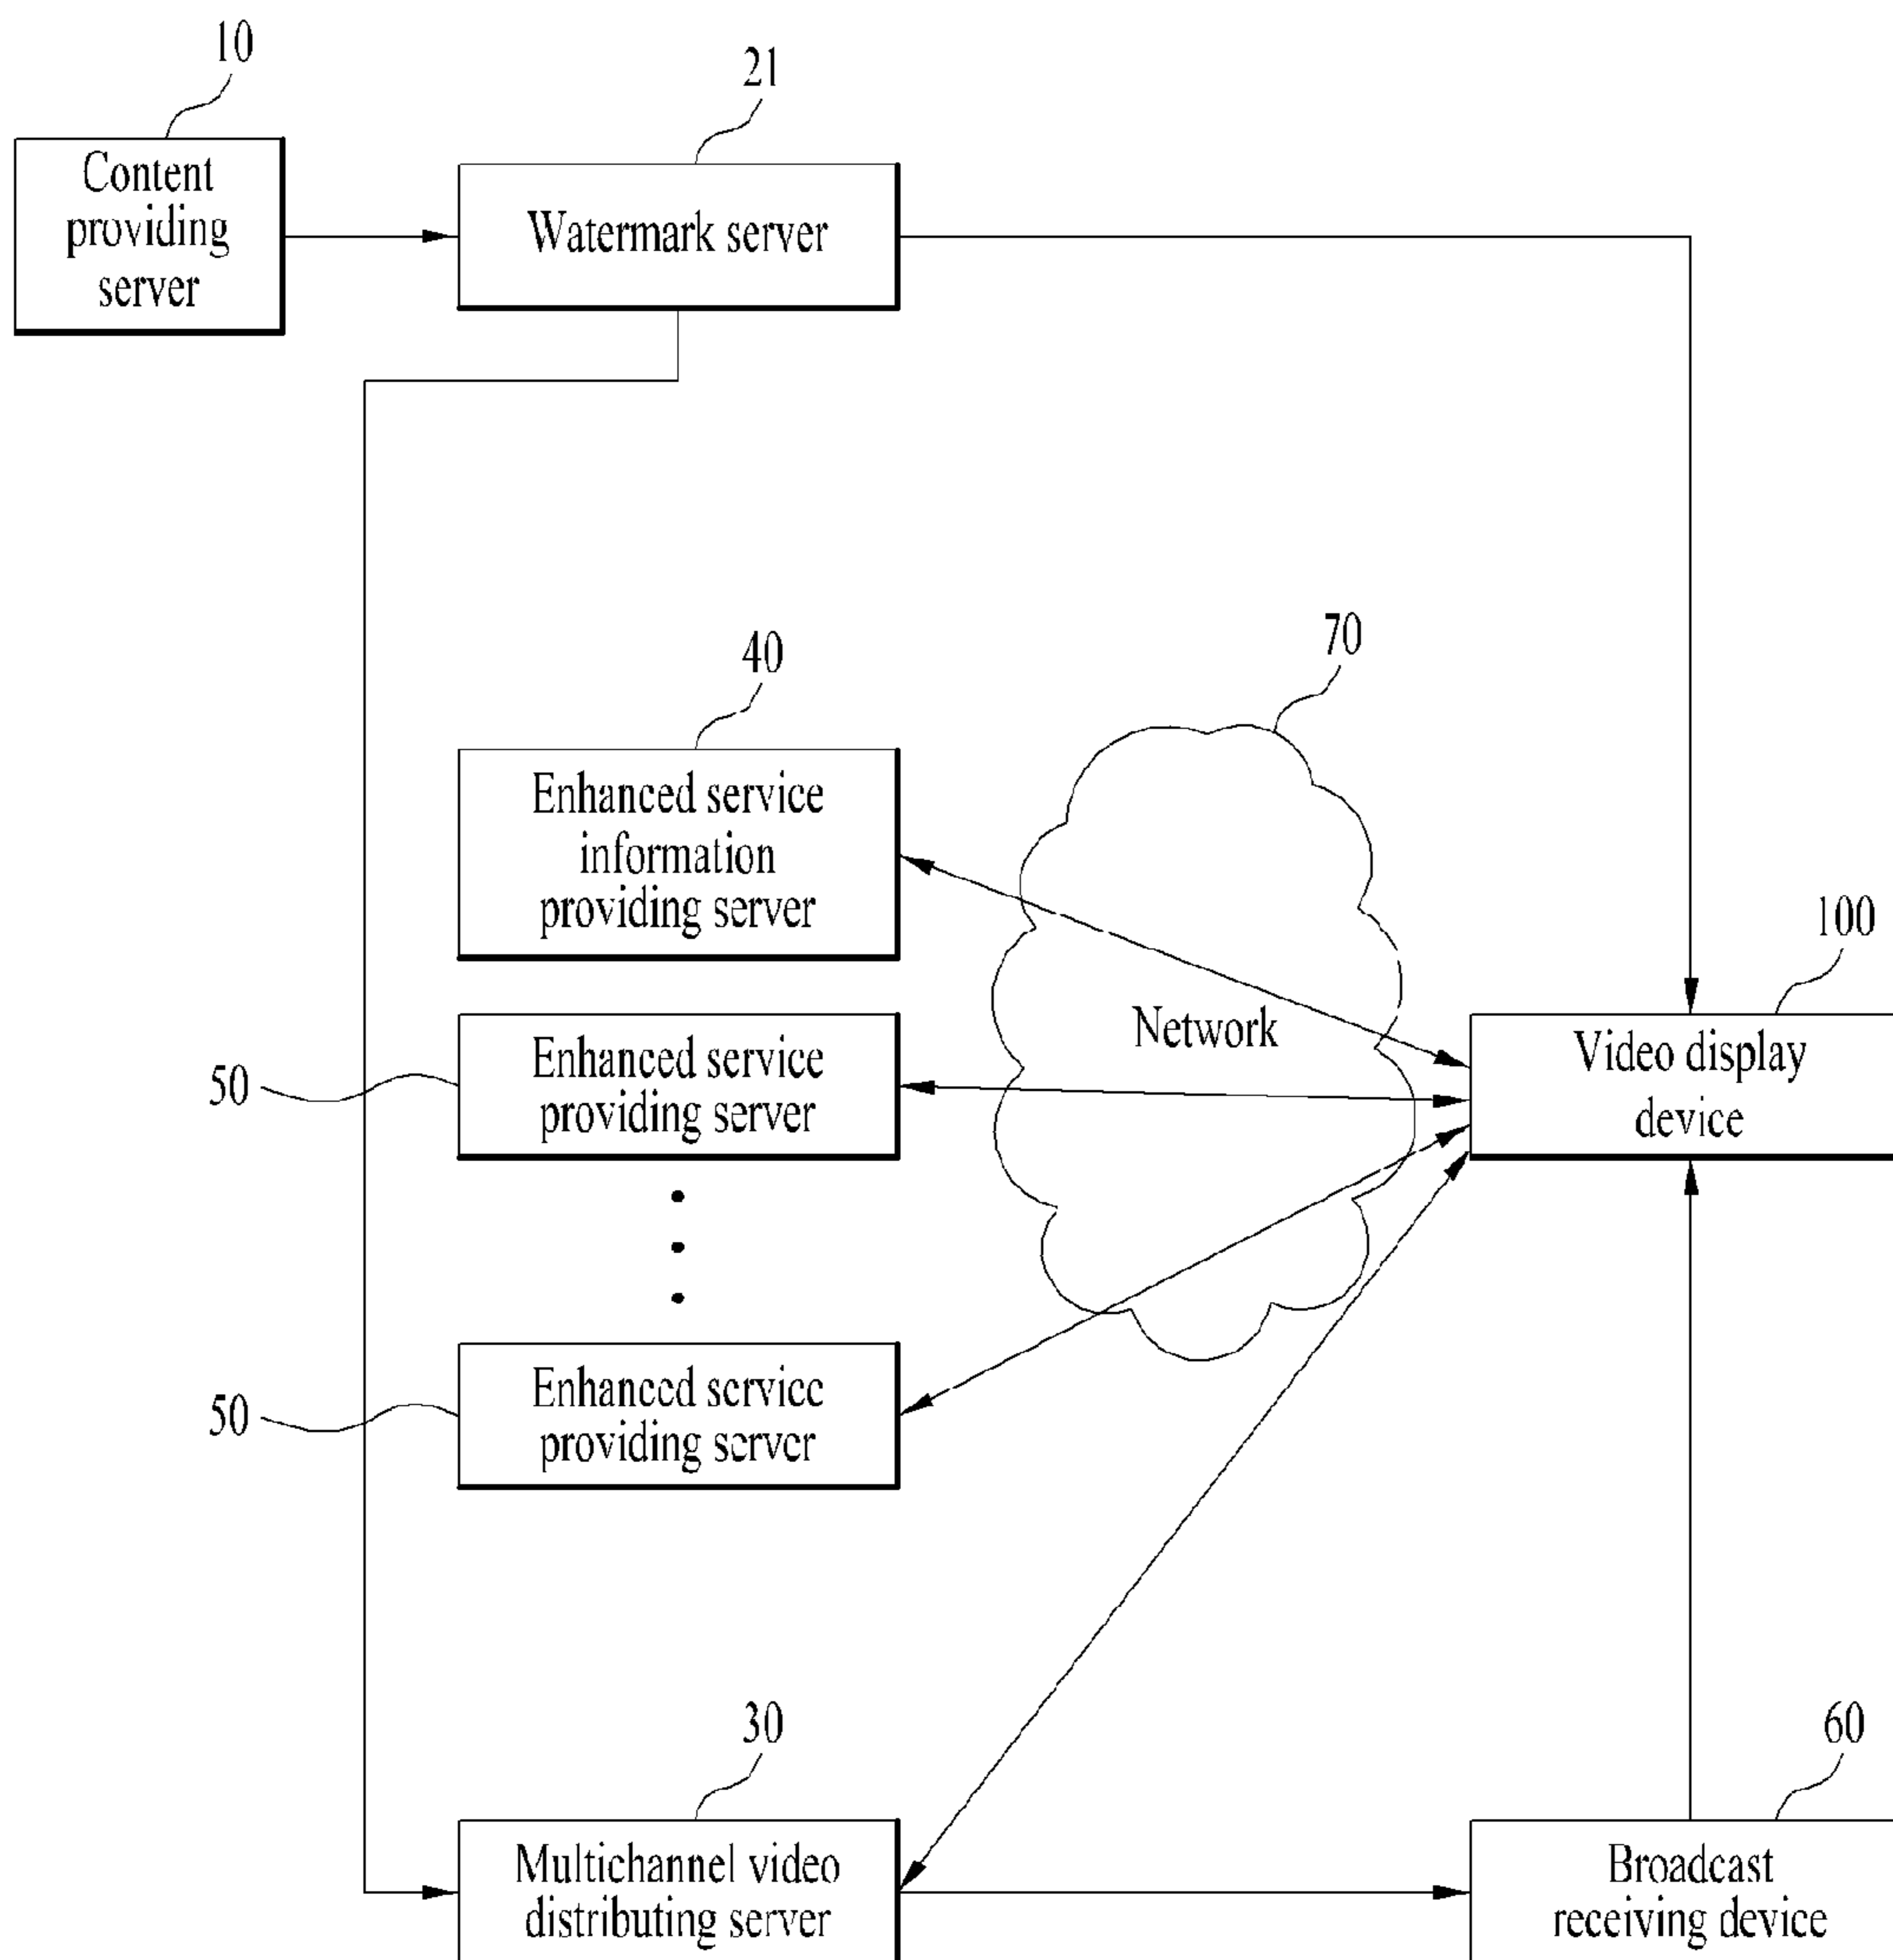 10
21
Content
providing
server
Watermark server
40
70
Enhanced service
information
providing server
100
Network
Video display
device
50
Enhanced service
providing server
50
Enhanced service
providing server
30
60
Multichannel video
distributing server
Broadcast
receiving device